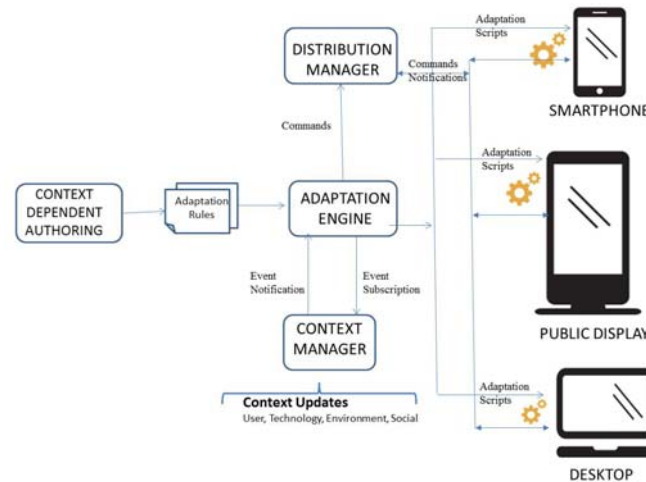 DISTRIBUTION
MANAGER
Adaptation
Scripts
Commands
Notifications
SMARTPHONE
Commands
CONTEXT
DEPENDENT
AUTHORING
Adaptation
Rules
ADAPTATION
ENGINE
Adaptation
Scripts
Event
Notification
Event
Subscription
CONTEXT
MANAGER
PUBLIC DISPLAY
Context Updates
User, Technology, Environment, Social
Adaptation
Scripts
DESKTOP